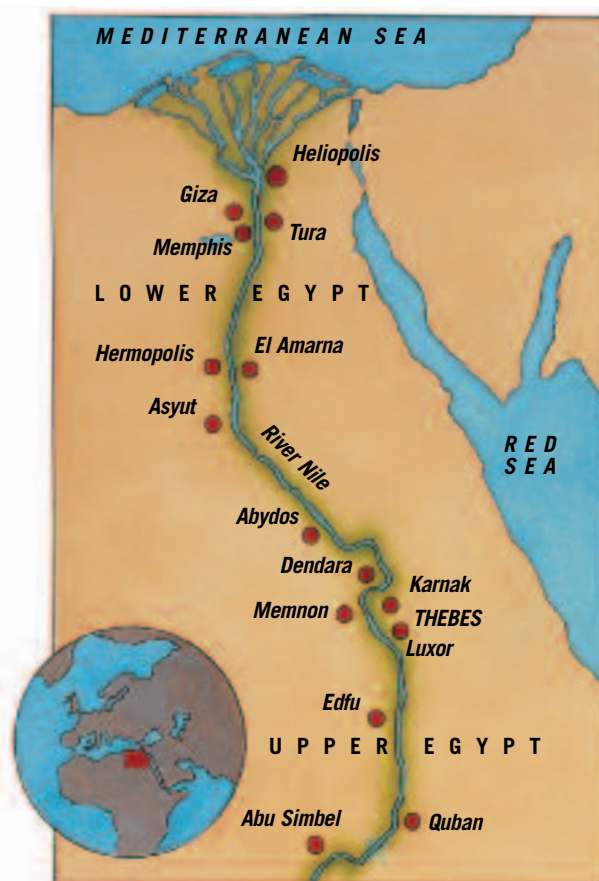 MEDITERRANEAN SEA
Heliopolis
Giza
Tura
Memphis
LOWER EGYPT
Hermopolis
El Amarna
Asyut
River Nile
RED
SEA
Abydos
Dendara
Karnak
Memnon
THEBES
Luxor
Edfu
UPPER EGYPT
Abu Simbel
Quban